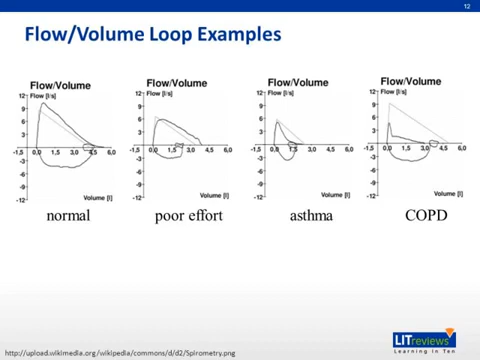 12
Flow/Volume Loop Examples
Flow/Volume
Flow [l/s]
12
9
6
3
0
-3
-6
-9
-12
-1,5 0,0 1,5 3,0 4,5 6,0
Volume [l]
normal
Flow/Volume
Flow [l/s]
12
9
6
3
0
-3
-6
-9
-12
-1,5 0,0 1,5 3,0 4,5 6,0
Volume [l]
poor effort
Flow/Volume
Flow [l/s]
12
9
6
3
0
-3
-6
-9
-12
-1,5 0,0 1,5 3,0 4,5 6,0
Volume [l]
asthma
Flow/Volume
Flow [l/s]
12
9
6
3
0
-3
-6
-9
-12
-1,5 0,0 1,5 3,0 4,5 6,0
Volume [l]
COPD
http://upload.wikimedia.org/wikipedia/commons/d/d2/Spirometry.png
LITreviews
Learning in Ten